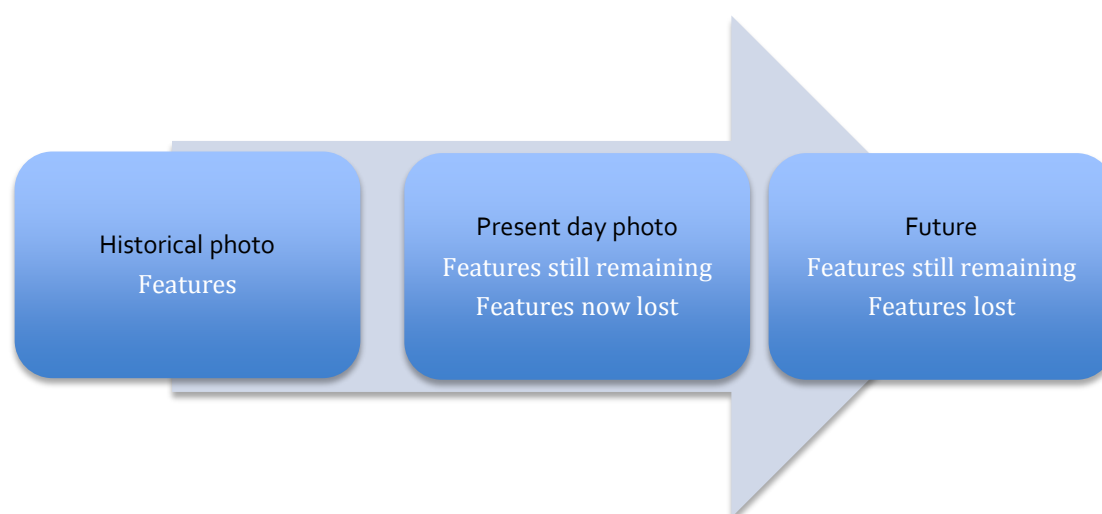 Historical photo
Features
Present day photo
Features still remaining
Features now lost
Future
Features still remaining
Features lost